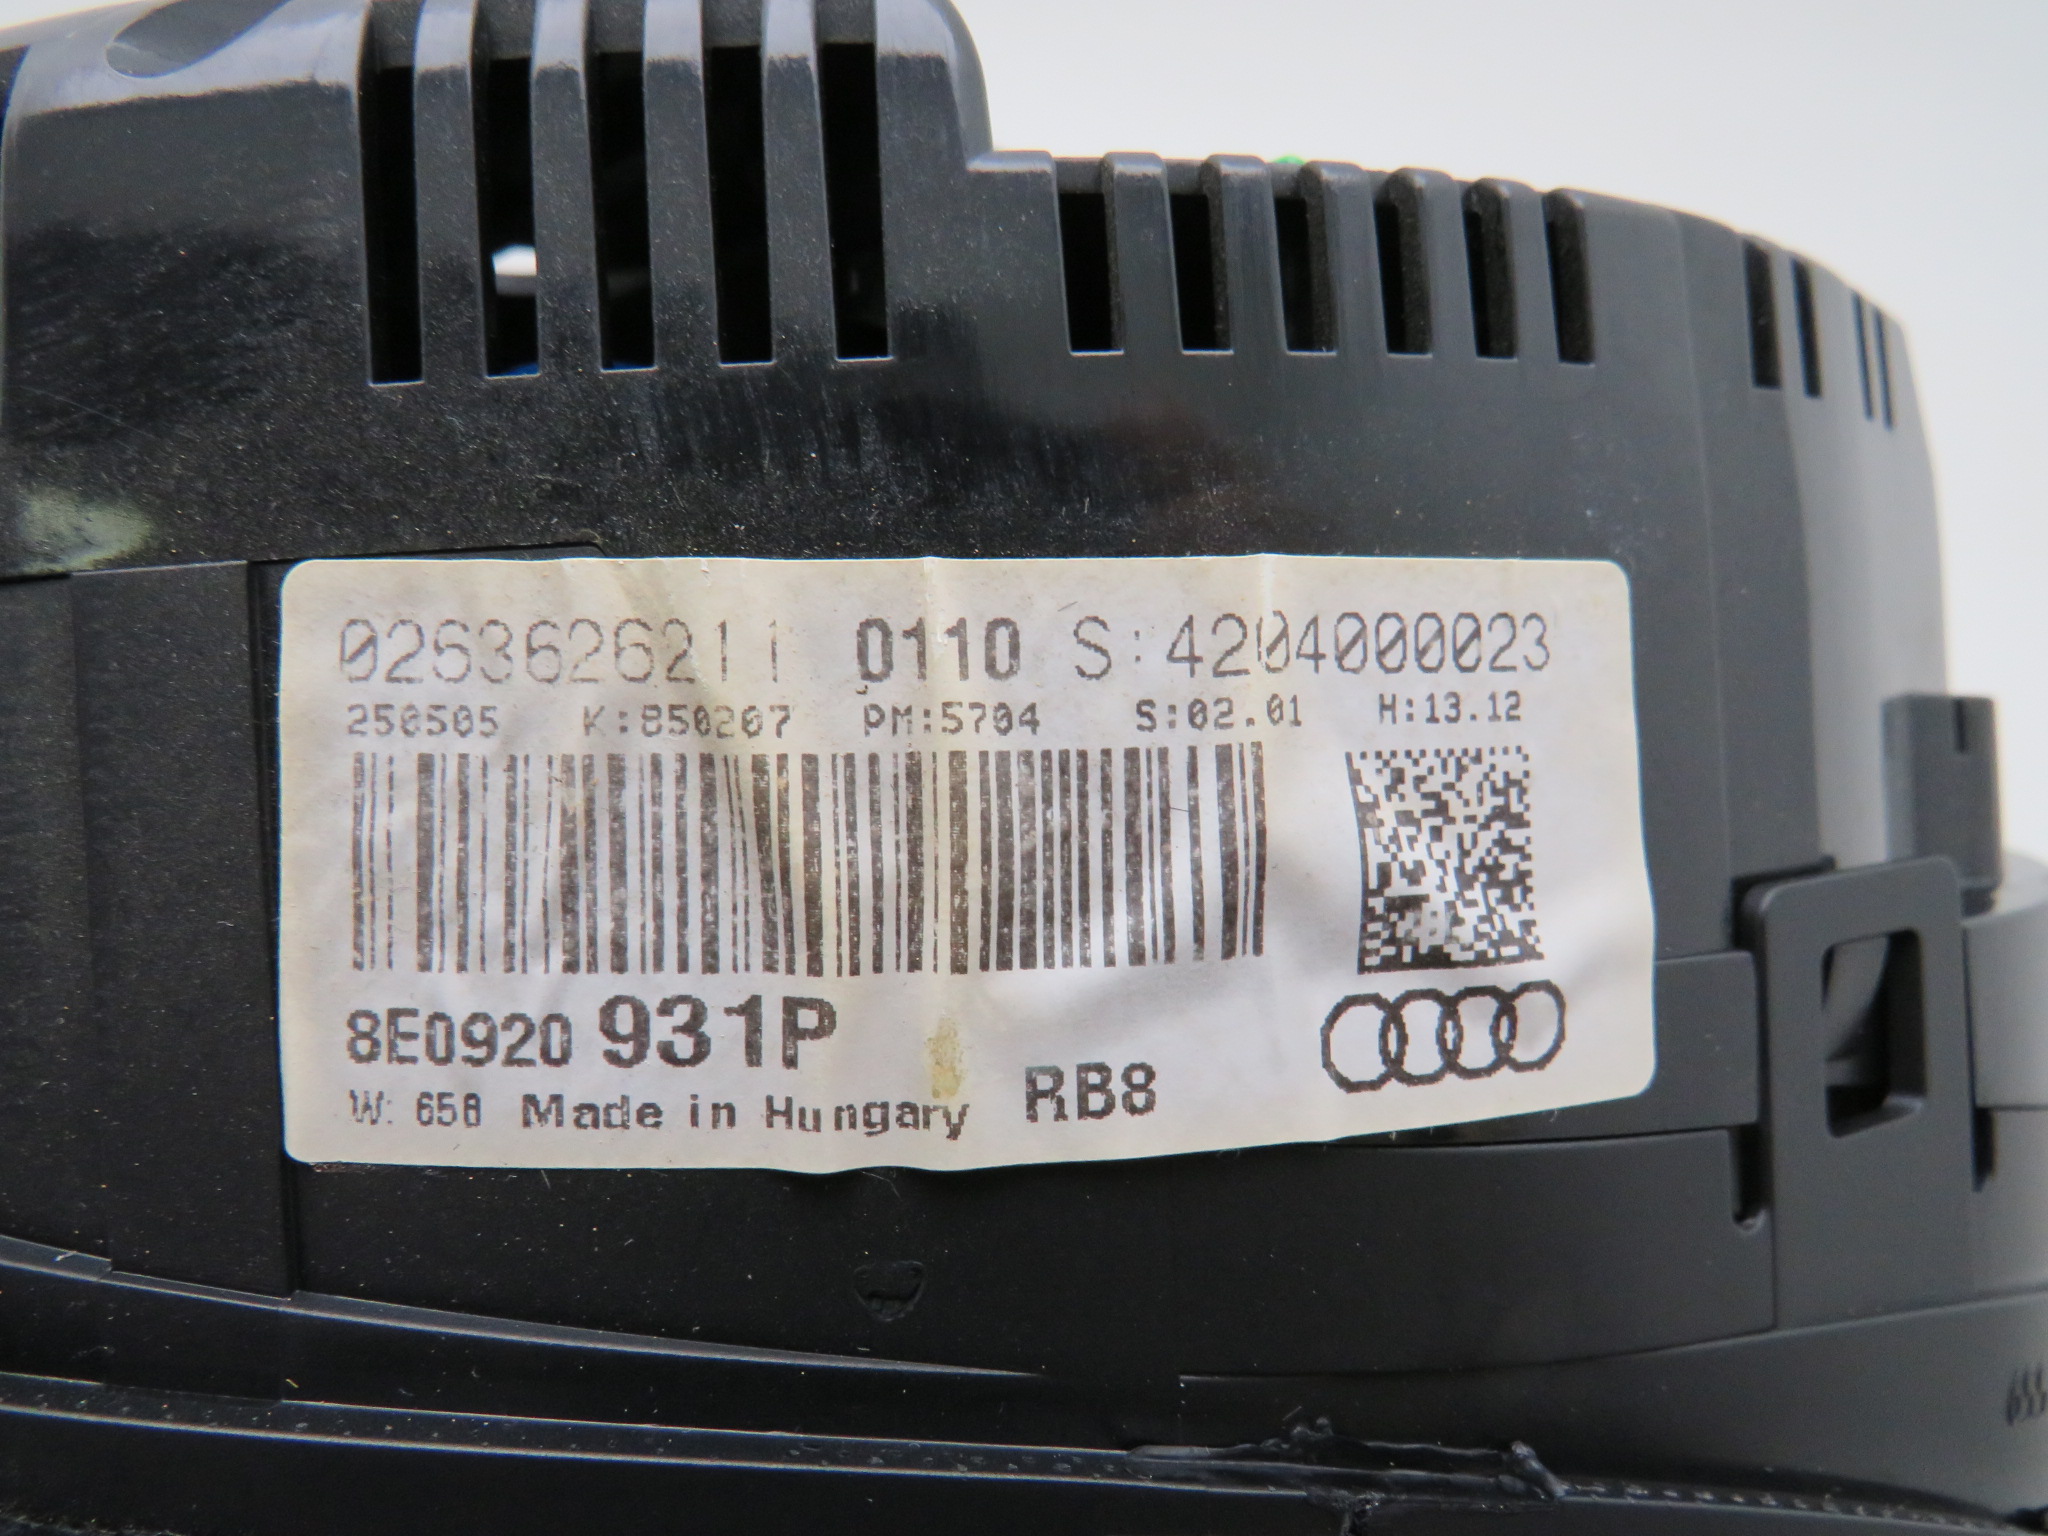 0263626211 0110 S:4204000023
250505 K:850207 PM:5704 S:02.01 H:13.12
8E0920 931P
W: 658 Made in Hungary RB8